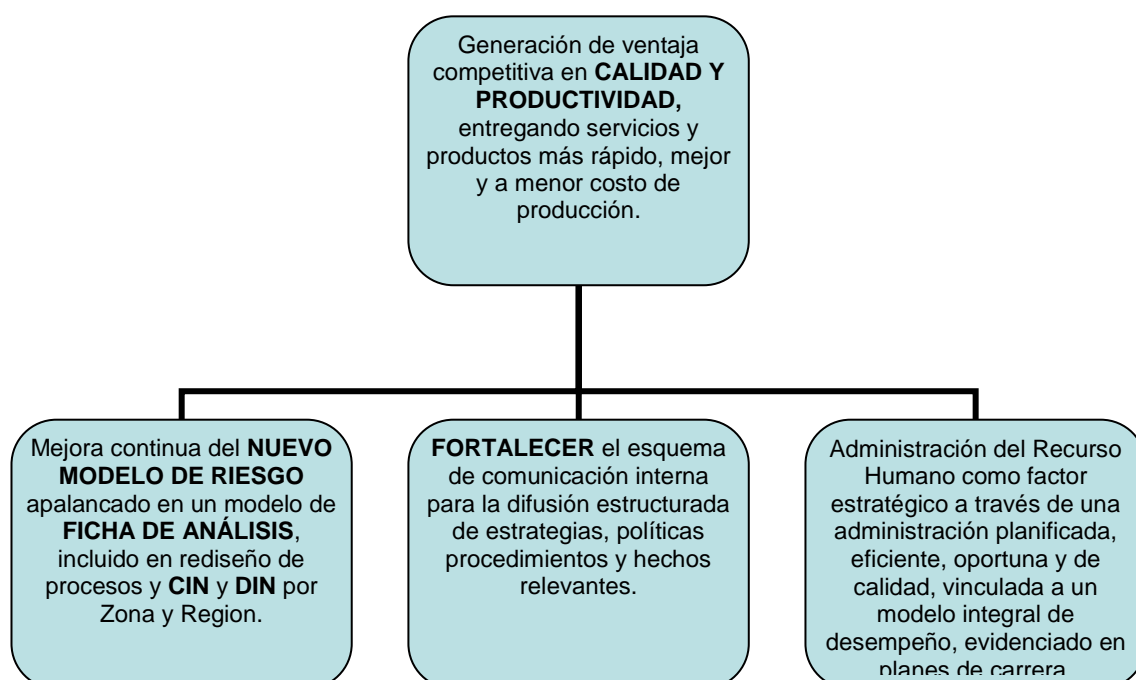 Generación de ventaja
competitiva en CALIDAD Y
PRODUCTIVIDAD,
entregando servicios y
productos más rápido, mejor
y a menor costo de
producción.
Mejora continua del NUEVO
MODELO DE RIESGO
apalancado en un modelo de
FICHA DE ANÁLISIS,
incluido en rediseño de
procesos y CIN y DIN por
Zona y Region.
FORTALECER el esquema
de comunicación interna
para la difusión estructurada
de estrategias, políticas
procedimientos y hechos
relevantes.
Administración del Recurso
Humano como factor
estratégico a través de una
administración planificada,
eficiente, oportuna y de
calidad, vinculada a un
modelo integral de
desempeño, evidenciado en
planes de carrera